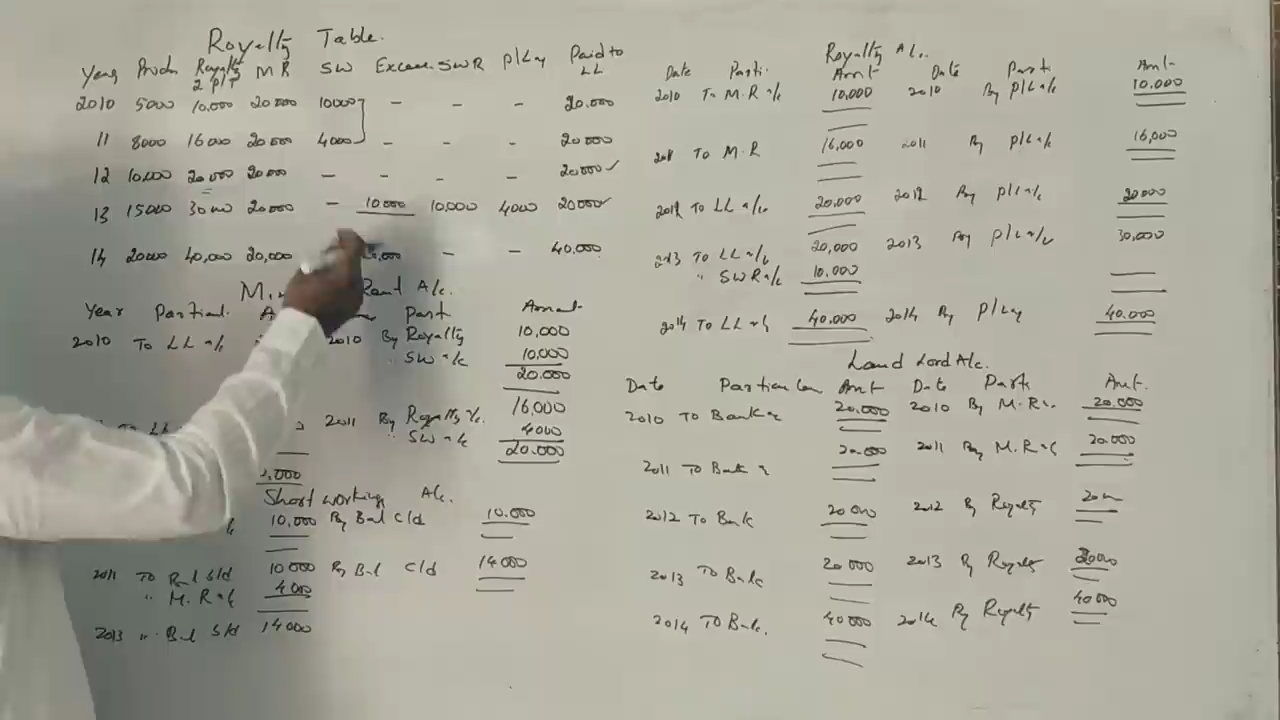 Royalty Table.
Year Prodn Royalty 2 P/T M R SW Excess SWR P/L a/c Paid to LL
2010 5000 10,000 20000 10000 - - - 20.000
11 8000 16000 20000 4000 - - - 20000
12 10,000 20000 20000 - - - - 20000
13 15000 30000 20000 - 10000 10,000 4000 20000
14 20000 40,000 20,000 - - 40,000
Rent A/c.
Year Particul. Part Amount
2010 To LL a/c 2010 By Royalty 10,000
" SW a/c 10,000
20.000
2011 By Royalty a/c. 16,000
" SW a/c 4000
20.000
Short working A/c.
10,000 By Bal c/d 10.000
2011 To Bal b/d 10000 By Bal c/d 14000
" M.R a/c 4000
2013 " Bal b/d 14000
Royalty A/c.
Date Parti. Amnt Date Parti Amt
2010 To M.R a/c 10,000 2010 By P/L a/c 10.000
2011 To M.R 16,000 2011 By P/L a/c 16,000
2012 To LL a/c 20,000 2012 By P/L a/c 20000
2013 To LL a/c 20,000 2013 By P/L a/c 30,000
" SWR a/c 10.000
2014 To LL a/c 40.000 2014 By P/L a/c 40.000
Land Lord A/c.
Date Particulars Amt Date Parti Amt.
2010 To Bank a/c 20.000 2010 By M.R a/c. 20.000
2011 To Bank a/c 20.000 2011 By M.R a/c 20.000
2012 To Bank 20000 2012 By Royalty
2013 To Bank 20000 2013 By Royalty 20000
2014 To Bank. 40000 2014 By Royalty 40000